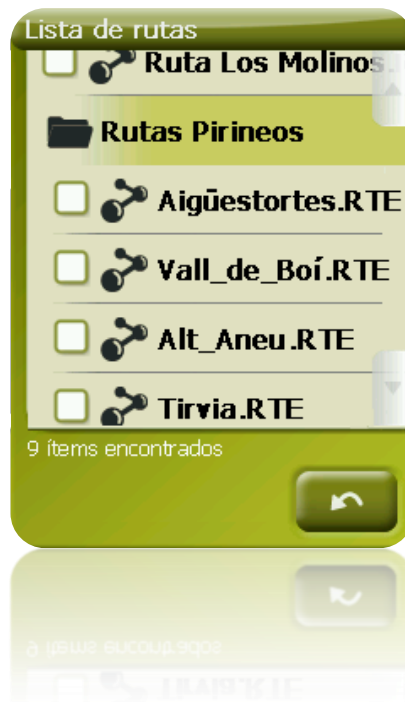 Lista de rutas
Ruta Los Molinos.
Rutas Pirineos
Aigüestortes.RTE
Vall_de_Boí.RTE
Alt_Aneu.RTE
Tirvia.RTE
9 ítems encontrados